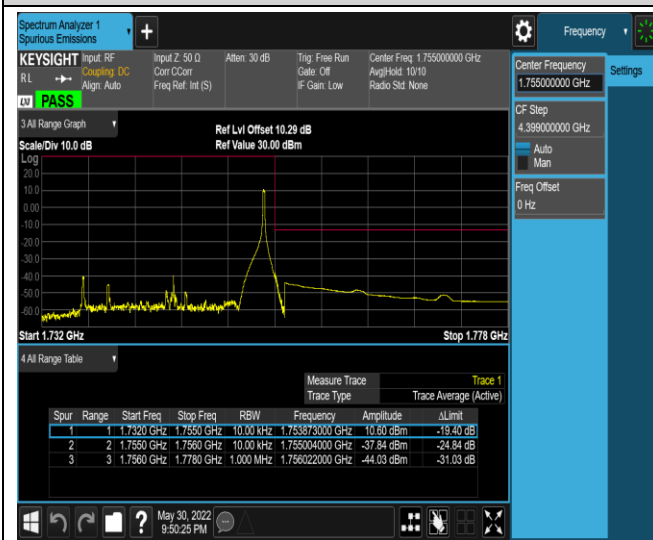 Spectrum Analyzer 1
Spurious Emissions
Frequency
KEYSIGHT Input: RF Input Z: 50 Ω Atten: 30 dB Trig: Free Run Center Freq: 1.755000000 GHz
Coupling: DC Corr CCorr Gate: Off Avg|Hold: 10/10
RL Align: Auto Freq Ref: Int (S) IF Gain: Low Radio Std: None
LXI PASS
Center Frequency
1.755000000 GHz
Settings
CF Step
4.399000000 GHz
Auto
Man
Freq Offset
0 Hz
3 All Range Graph
Ref Lvl Offset 10.29 dB
Scale/Div 10.0 dB Ref Value 30.00 dBm
Log
20.0
10.0
0.00
-10.0
-20.0
-30.0
-40.0
-50.0
-60.0
Start 1.732 GHz Stop 1.778 GHz
4 All Range Table
Measure Trace Trace 1
Trace Type Trace Average (Active)
Spur Range Start Freq Stop Freq RBW Frequency Amplitude ΔLimit
1 1 1.7320 GHz 1.7550 GHz 10.00 kHz 1.753873000 GHz 10.60 dBm -19.40 dB
2 2 1.7550 GHz 1.7560 GHz 10.00 kHz 1.755004000 GHz -37.84 dBm -24.84 dB
3 3 1.7560 GHz 1.7780 GHz 1.000 MHz 1.756022000 GHz -44.03 dBm -31.03 dB
May 30, 2022
9:50:25 PM